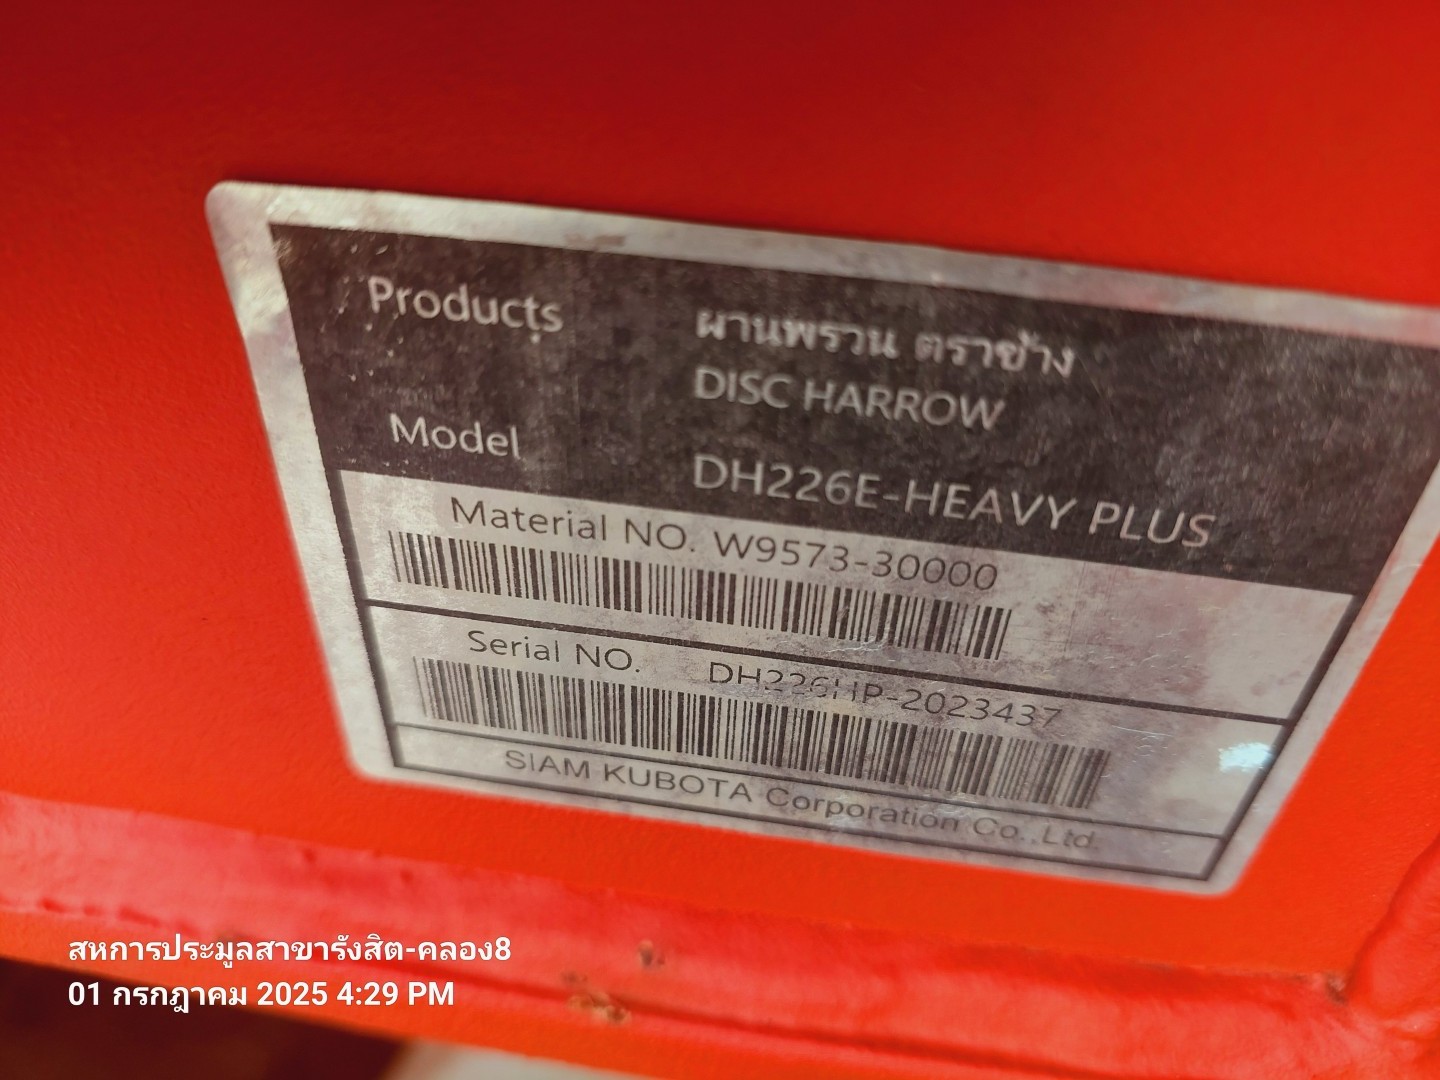 Products ผานพรวน ตราช้าง
DISC HARROW
Model DH226E-HEAVY PLUS
Material NO. W9573-30000
Serial NO. DH226HP-2023437
SIAM KUBOTA Corporation Co.,Ltd.
สหการประมูลสาขารังสิต-คลอง8
01 กรกฎาคม 2025 4:29 PM